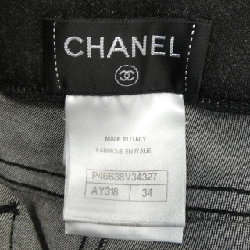 CHANEL
MADE IN ITALY
FABRIQUE EN ITALIE
P46638V34327
AY318 34